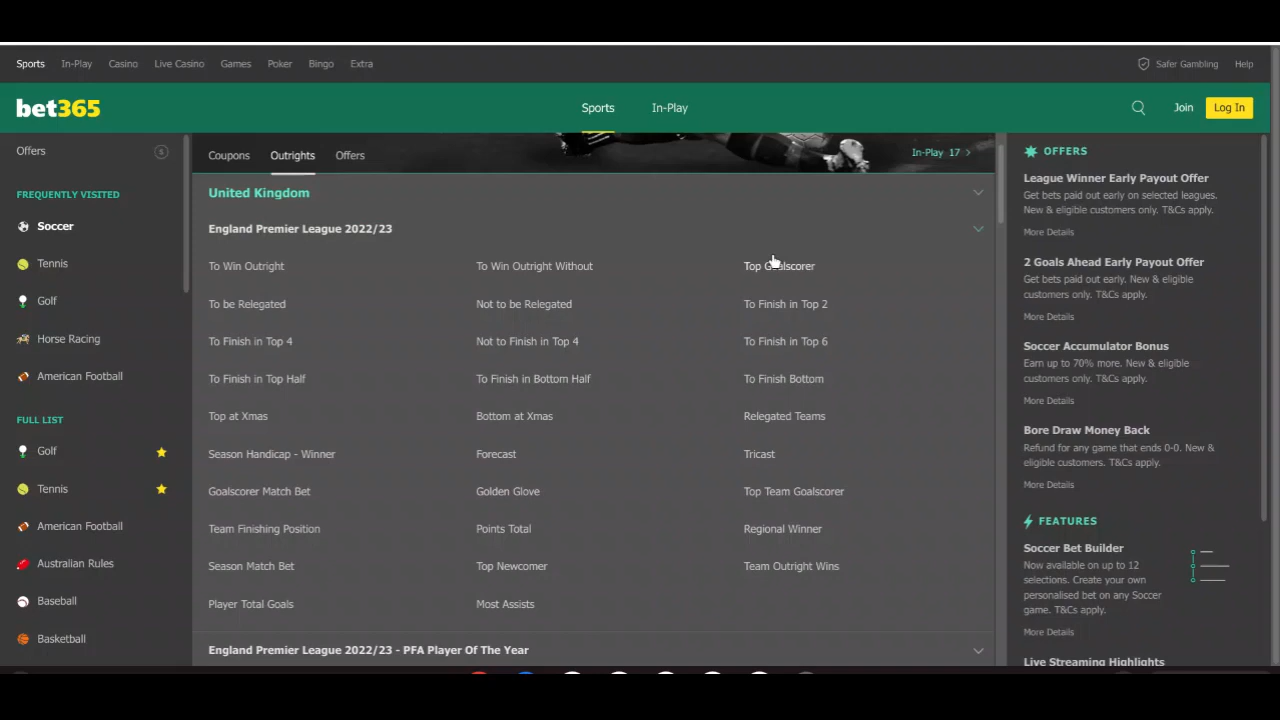 Sports In-Play Casino Live Casino Games Poker Bingo Extra Safer Gambling Help
bet365 Sports In-Play Join Log In
Offers
FREQUENTLY VISITED
Soccer
Tennis
Golf
Horse Racing
American Football
FULL LIST
Golf
Tennis
American Football
Australian Rules
Baseball
Basketball
Coupons Outrights Offers In-Play 17
United Kingdom
England Premier League 2022/23
To Win Outright To Win Outright Without Top Goalscorer
To be Relegated Not to be Relegated To Finish in Top 2
To Finish in Top 4 Not to Finish in Top 4 To Finish in Top 6
To Finish in Top Half To Finish in Bottom Half To Finish Bottom
Top at Xmas Bottom at Xmas Relegated Teams
Season Handicap - Winner Forecast Tricast
Goalscorer Match Bet Golden Glove Top Team Goalscorer
Team Finishing Position Points Total Regional Winner
Season Match Bet Top Newcomer Team Outright Wins
Player Total Goals Most Assists
England Premier League 2022/23 - PFA Player Of The Year
OFFERS
League Winner Early Payout Offer
Get bets paid out early on selected leagues.
New & eligible customers only. T&Cs apply.
More Details
2 Goals Ahead Early Payout Offer
Get bets paid out early. New & eligible
customers only. T&Cs apply.
More Details
Soccer Accumulator Bonus
Earn up to 70% more. New & eligible
customers only. T&Cs apply.
More Details
Bore Draw Money Back
Refund for any game that ends 0-0. New &
eligible customers. T&Cs apply.
More Details
FEATURES
Soccer Bet Builder
Now available on up to 12
selections. Create your own
personalised bet on any Soccer
game. T&Cs apply.
More Details
Live Streaming Highlights